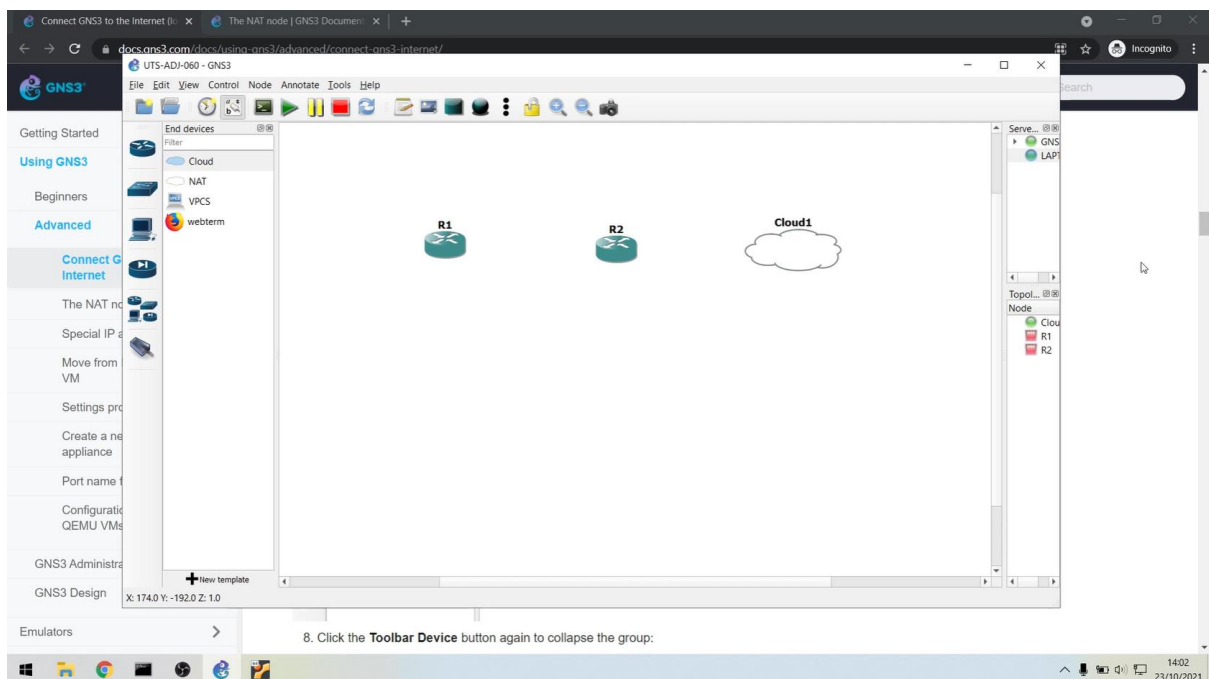 Connect GNS3 to the Internet (lo
The NAT node | GNS3 Document
docs.gns3.com/docs/using-gns3/advanced/connect-gns3-internet/
Incognito
GNS3
Search
Getting Started
Using GNS3
Beginners
Advanced
Connect G
Internet
The NAT no
Special IP a
Move from
VM
Settings pro
Create a ne
appliance
Port name f
Configuratio
QEMU VMs
GNS3 Administra
GNS3 Design
Emulators
UTS-ADJ-060 - GNS3
File Edit View Control Node Annotate Tools Help
End devices
Filter
Cloud
NAT
VPCS
webterm
New template
X: 174.0 Y: -192.0 Z: 1.0
R1
R2
Cloud1
Serve...
GNS
LAPT
Topol...
Node
Clou
R1
R2
8. Click the Toolbar Device button again to collapse the group:
14:02
23/10/2021